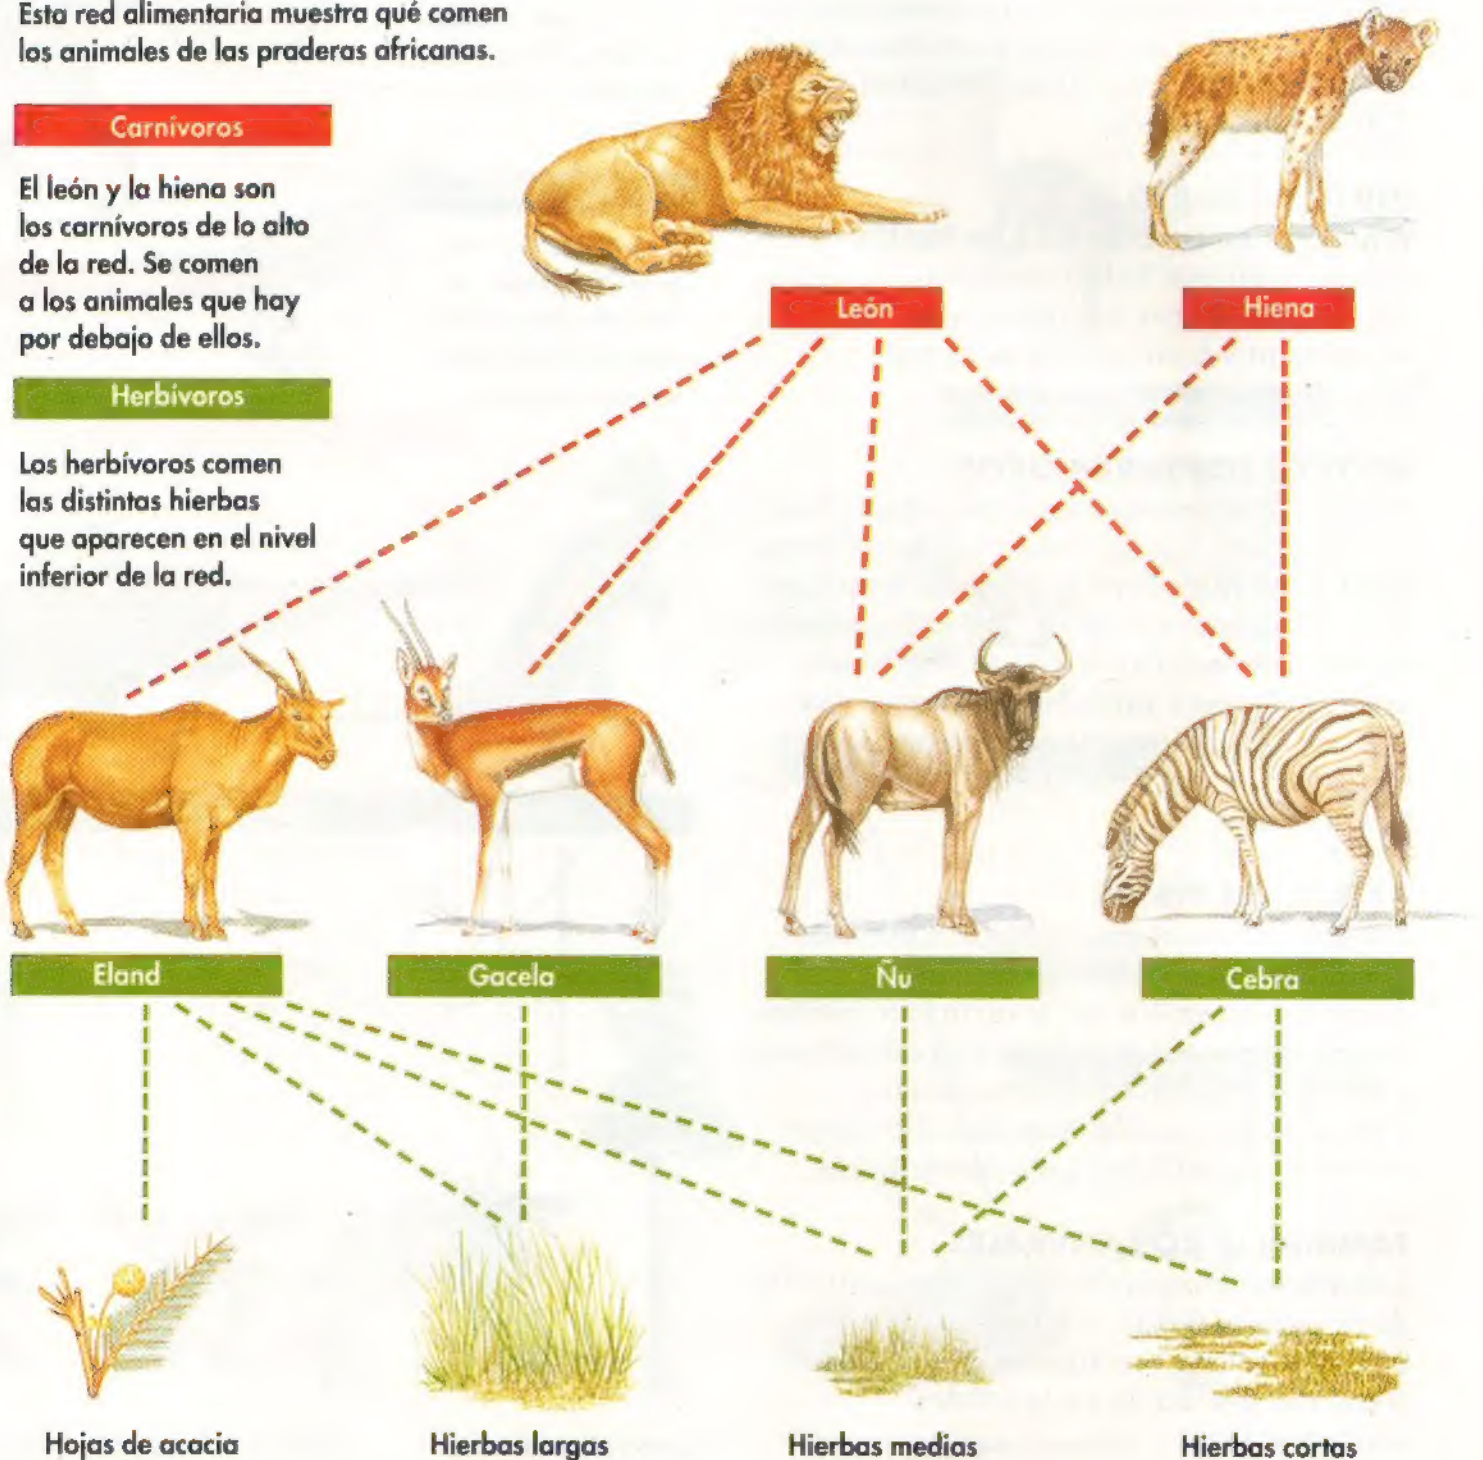 Esta red alimentaria muestra qué comen
los animales de las praderas africanas.
Carnívoros
El león y la hiena son
los carnívoros de lo alto
de la red. Se comen
a los animales que hay
por debajo de ellos.
Herbívoros
Los herbívoros comen
las distintas hierbas
que aparecen en el nivel
inferior de la red.
León
Hiena
Eland
Gacela
Ñu
Cebra
Hojas de acacia
Hierbas largas
Hierbas medias
Hierbas cortas